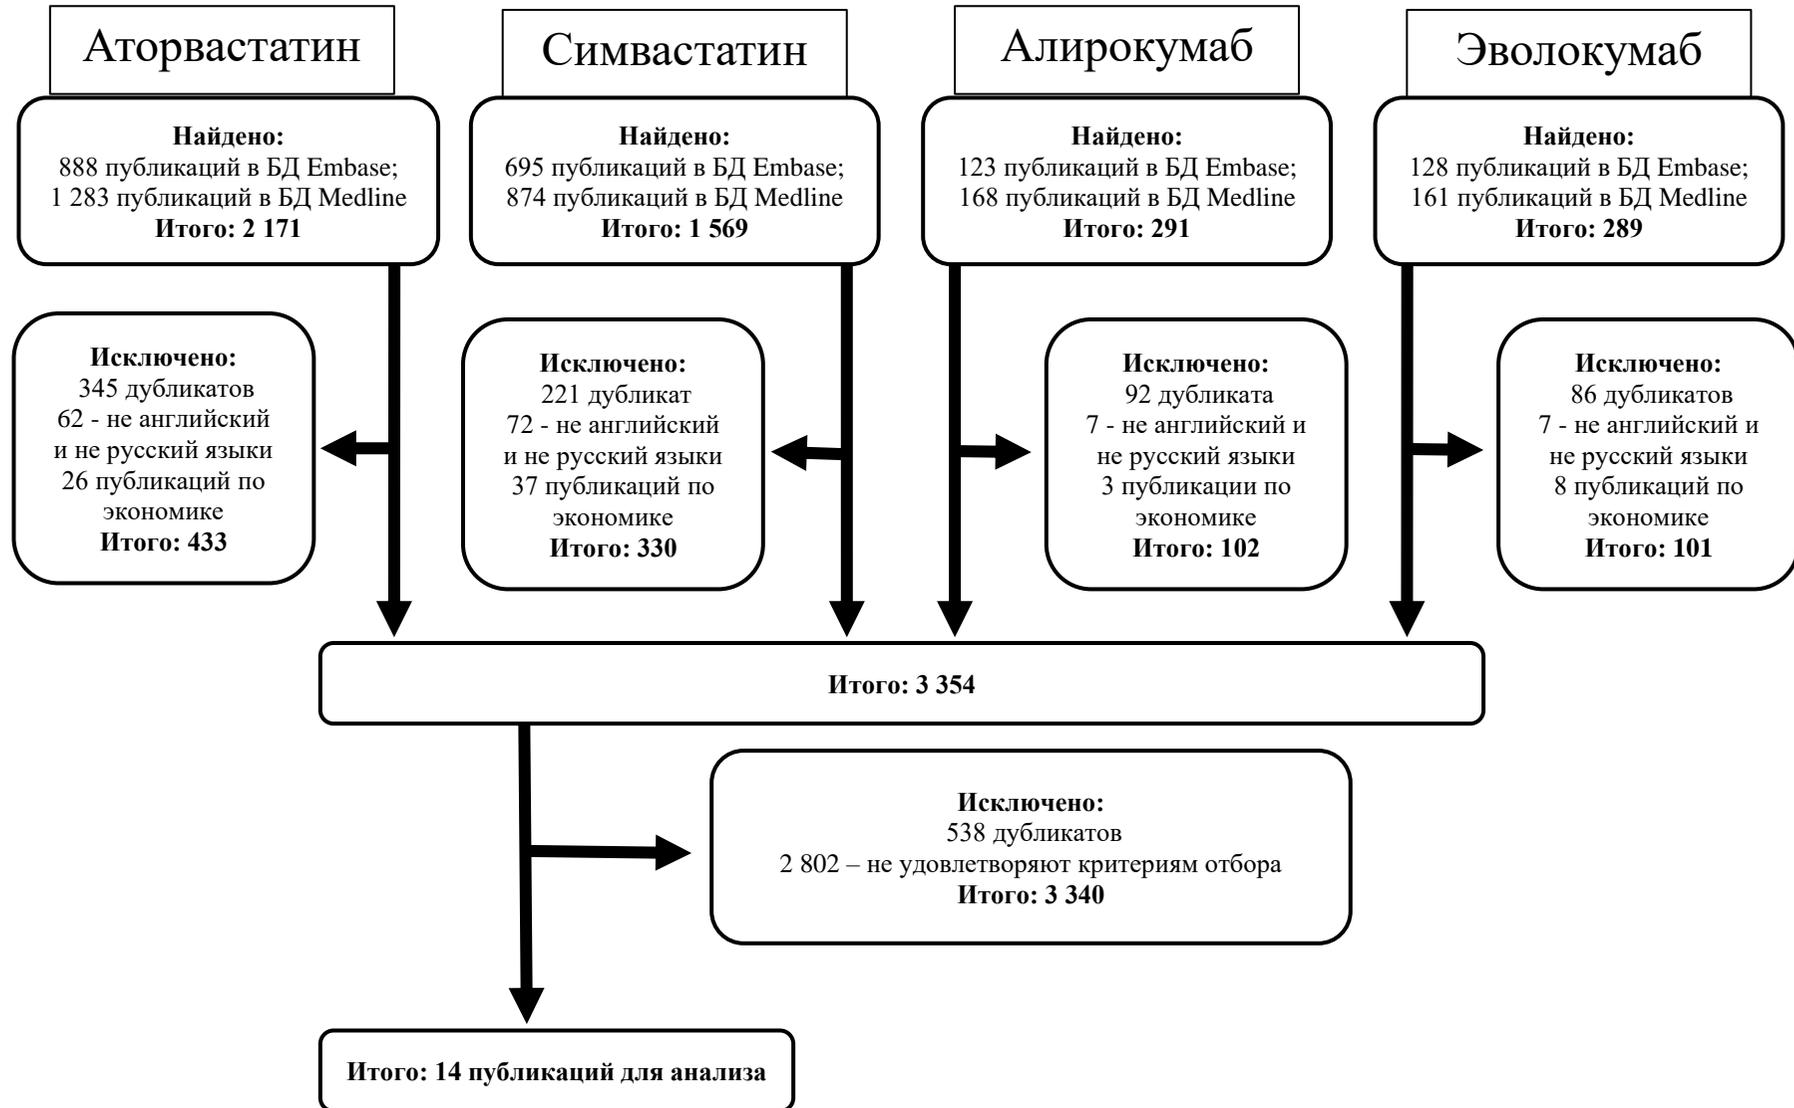 Аторвастатин
Найдено:
888 публикаций в БД Embase;
1 283 публикаций в БД Medline
Итого: 2 171
Симвастатин
Найдено:
695 публикаций в БД Embase;
874 публикаций в БД Medline
Итого: 1 569
Алирокумаб
Найдено:
123 публикаций в БД Embase;
168 публикаций в БД Medline
Итого: 291
Эволокумаб
Найдено:
128 публикаций в БД Embase;
161 публикаций в БД Medline
Итого: 289
Исключено:
345 дубликатов
62 - не английский
и не русский языки
26 публикаций по
экономике
Итого: 433
Исключено:
221 дубликат
72 - не английский
и не русский языки
37 публикаций по
экономике
Итого: 330
Исключено:
92 дубликата
7 - не английский и
не русский языки
3 публикации по
экономике
Итого: 102
Исключено:
86 дубликатов
7 - не английский и
не русский языки
8 публикаций по
экономике
Итого: 101
Итого: 3 354
Исключено:
538 дубликатов
2 802 – не удовлетворяют критериям отбора
Итого: 3 340
Итого: 14 публикаций для анализа